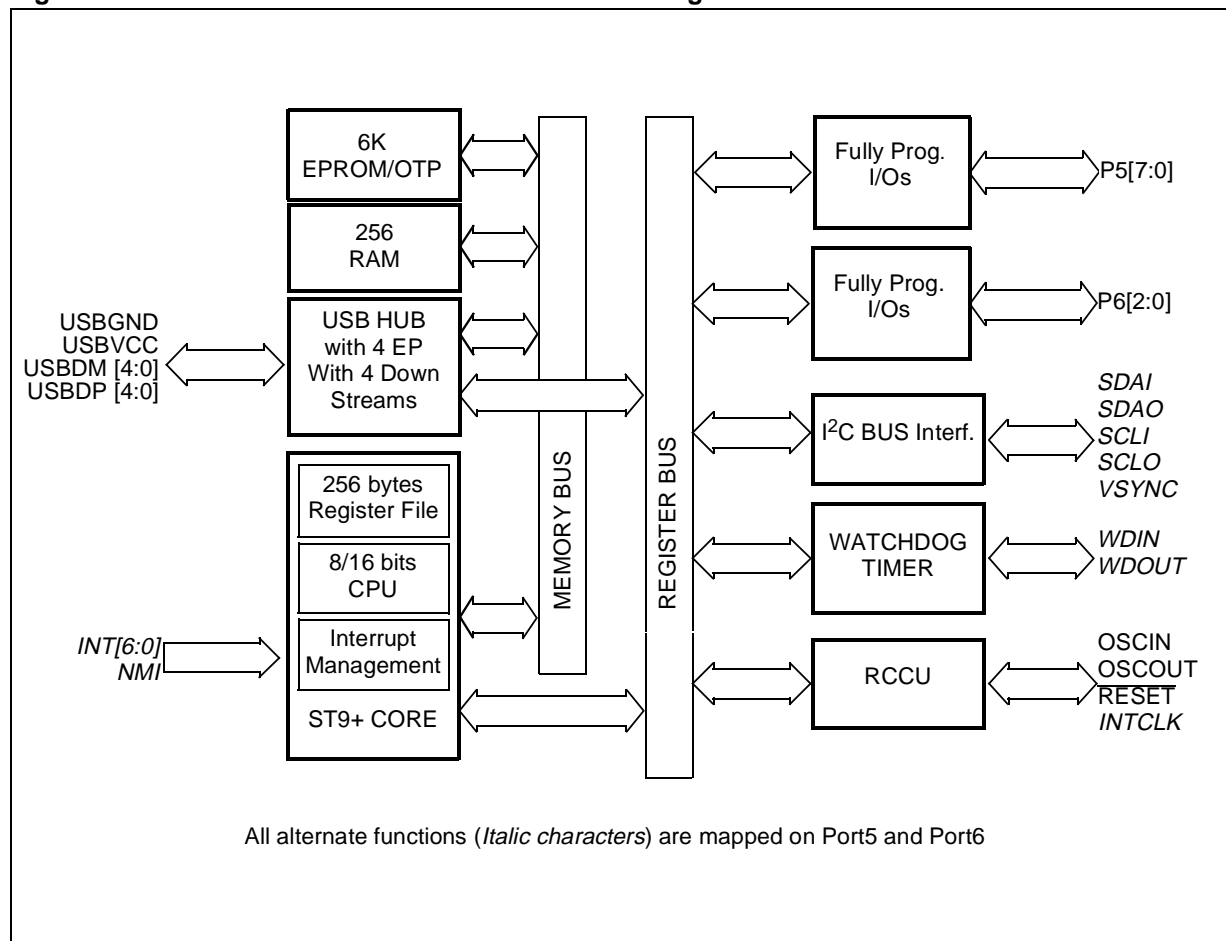 6K
EPROM/OTP
256
RAM
USB HUB
with 4 EP
With 4 Down
Streams
USBGND
USBVCC
USBDM [4:0]
USBDP [4:0]
256 bytes
Register File
8/16 bits
CPU
Interrupt
Management
ST9+ CORE
INT[6:0]
NMI
MEMORY BUS
REGISTER BUS
Fully Prog.
I/Os
P5[7:0]
Fully Prog.
I/Os
P6[2:0]
I²C BUS Interf.
SDAI
SDAO
SCLI
SCLO
VSYNC
WATCHDOG
TIMER
WDIN
WDOUT
RCCU
OSCIN
OSCOUT
RESET
INTCLK
All alternate functions (Italic characters) are mapped on Port5 and Port6